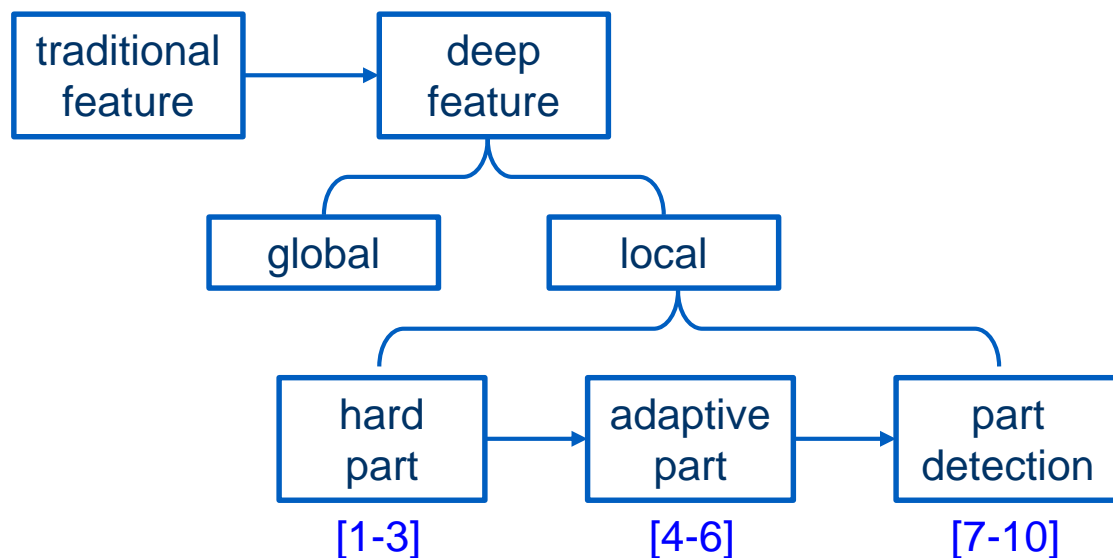 traditional
feature
deep
feature
global
local
hard
part
adaptive
part
part
detection
[1-3]
[4-6]
[7-10]